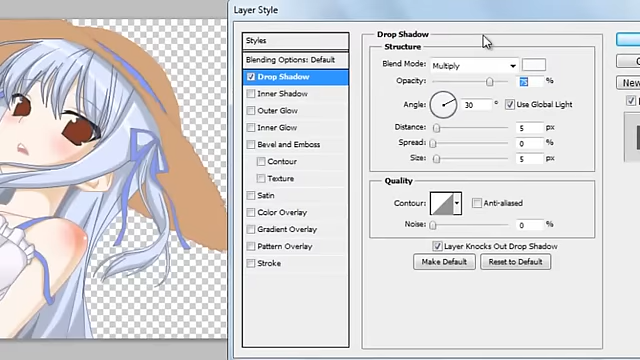 Layer Style
Styles
Blending Options: Default
Drop Shadow
Inner Shadow
Outer Glow
Inner Glow
Bevel and Emboss
Contour
Texture
Satin
Color Overlay
Gradient Overlay
Pattern Overlay
Stroke
Drop Shadow
Structure
Blend Mode: Multiply
Opacity: 75 %
Angle: 30 ° Use Global Light
Distance: 5 px
Spread: 0 %
Size: 5 px
Quality
Contour: Anti-aliased
Noise: 0 %
Layer Knocks Out Drop Shadow
Make Default Reset to Default
New